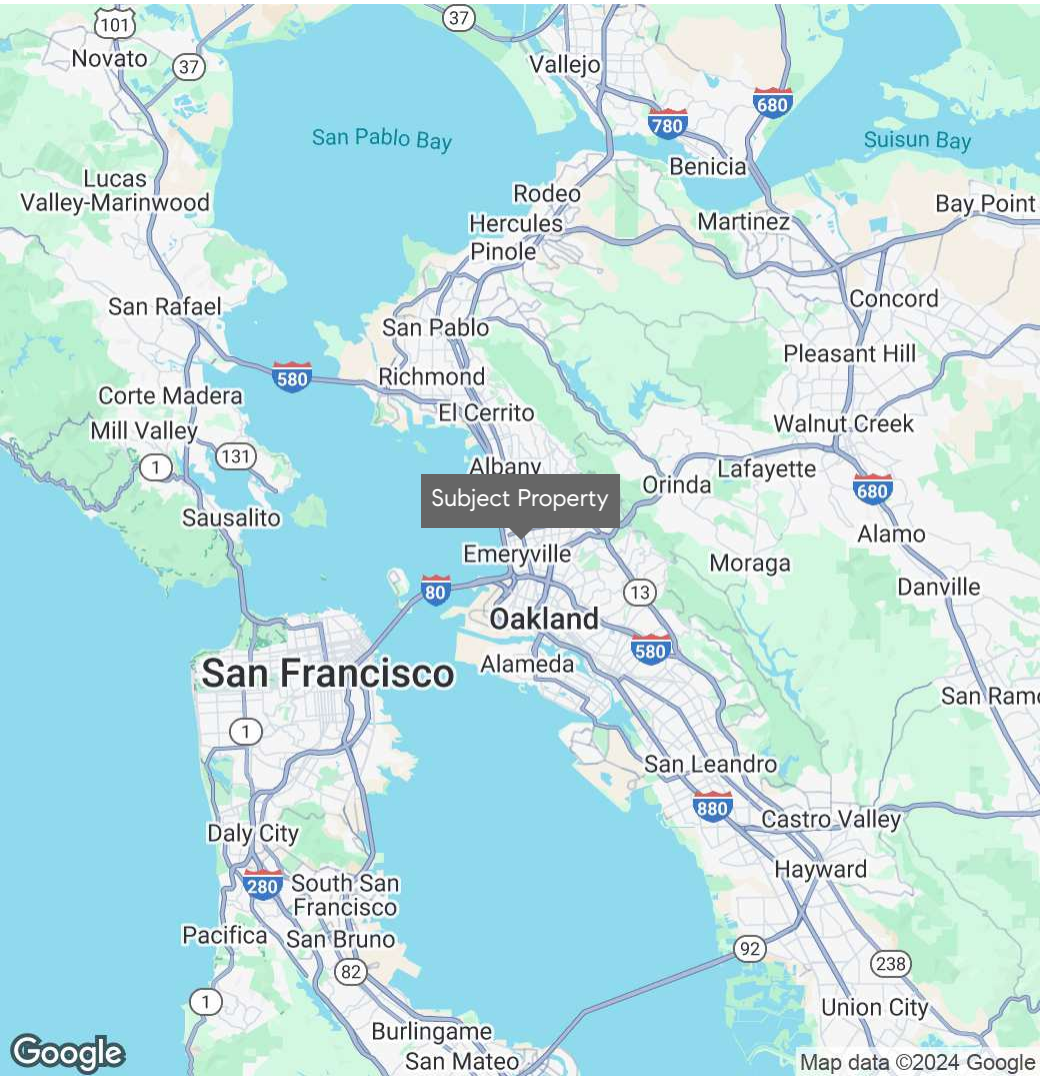 101
37
Novato
37
Vallejo
780
680
San Pablo Bay
Suisun Bay
Benicia
Lucas
Valley-Marinwood
Rodeo
Hercules
Pinole
Martinez
Bay Point
San Rafael
Concord
San Pablo
Pleasant Hill
580
Richmond
Corte Madera
El Cerrito
Mill Valley
Walnut Creek
1
131
Albany
Lafayette
Orinda
680
Subject Property
Sausalito
Alamo
Emeryville
Moraga
Danville
80
13
Oakland
580
San Francisco
Alameda
San Ramo
1
San Leandro
880
Castro Valley
Daly City
Hayward
280
South San
Francisco
Pacifica
San Bruno
92
82
238
1
Union City
Burlingame
San Mateo
Google
Map data ©2024 Google